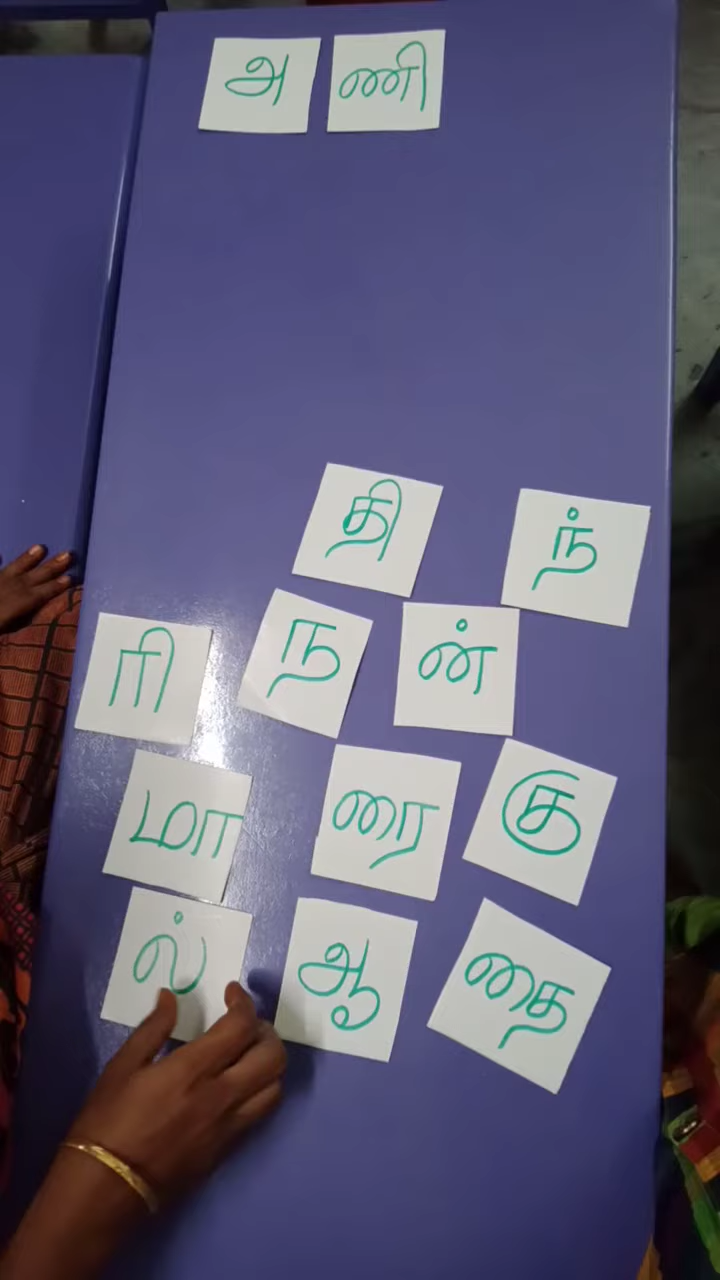 அ ணி
தி ந்
ரி ந ன்
மா ரை கு
ல் ஆ தை